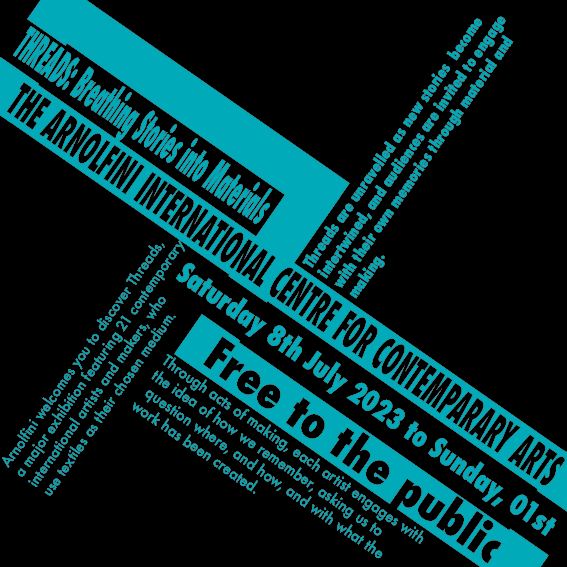 THREADS: Breathing Stories into Materials
THE ARNOLFINI INTERNATIONAL CENTRE FOR CONTEMPARARY ARTS
Threads are unravelled as new stories become
intertwined, and audiences are invited to engage
with their own memories through material and
making.
Saturday 8th July 2023 to Sunday, 01st
Free to the public
Arnolfini welcomes you to discover Threads,
a major exhibition featuring 21 contemporary
international artists and makers, who
use textiles as their chosen medium.
Through acts of making, each artist engages with
the idea of how we remember, asking us to
question where, and how, and with what the
work has been created.